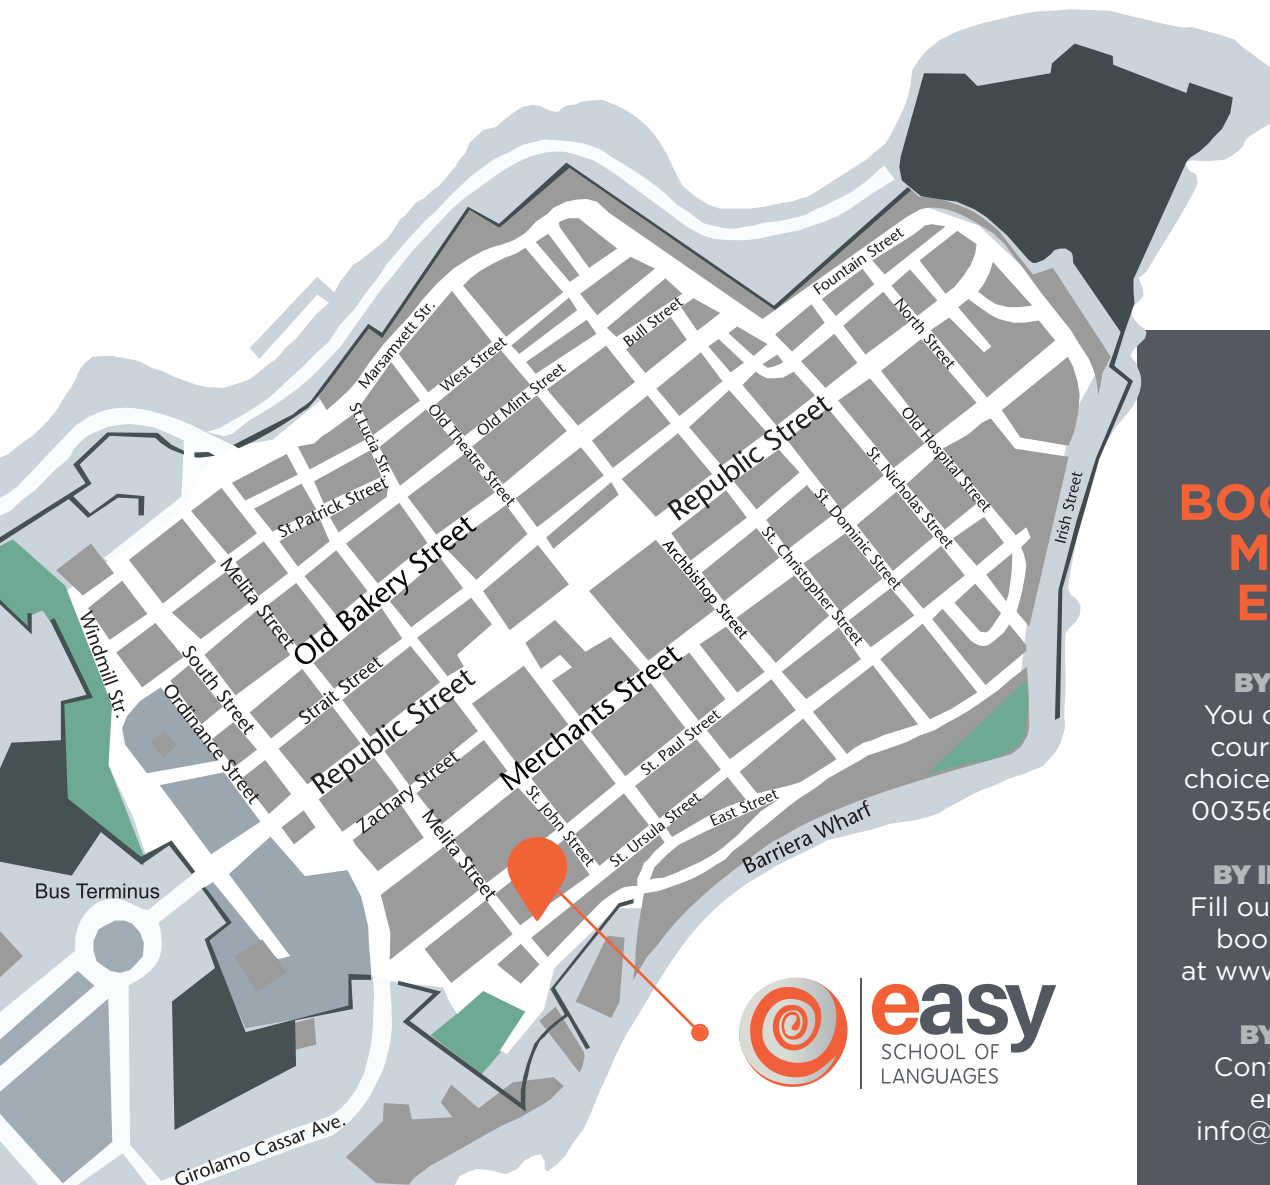 Fountain Street
North Street
Bull Street
Marsamxett Str.
West Street
Old Mint Street
St.Lucia Str.
Old Theatre Street
Republic Street
Old Hospital Street
St. Nicholas Street
Irish Street
St.Patrick Street
St. Dominic Street
Old Bakery Street
St. Christopher Street
Archbishop Street
Melita Street
Windmill Str.
South Street
Ordinance Street
Strait Street
Republic Street
Merchants Street
St. Paul Street
Zachary Street
St. John Street
Melita Street
St. Ursula Street
East Street
Barriera Wharf
Bus Terminus
Girolamo Cassar Ave.
easy
SCHOOL OF
LANGUAGES
BY
You
cour
choice
00356
BY
Fill ou
boo
at www
BY
Con
er
info@